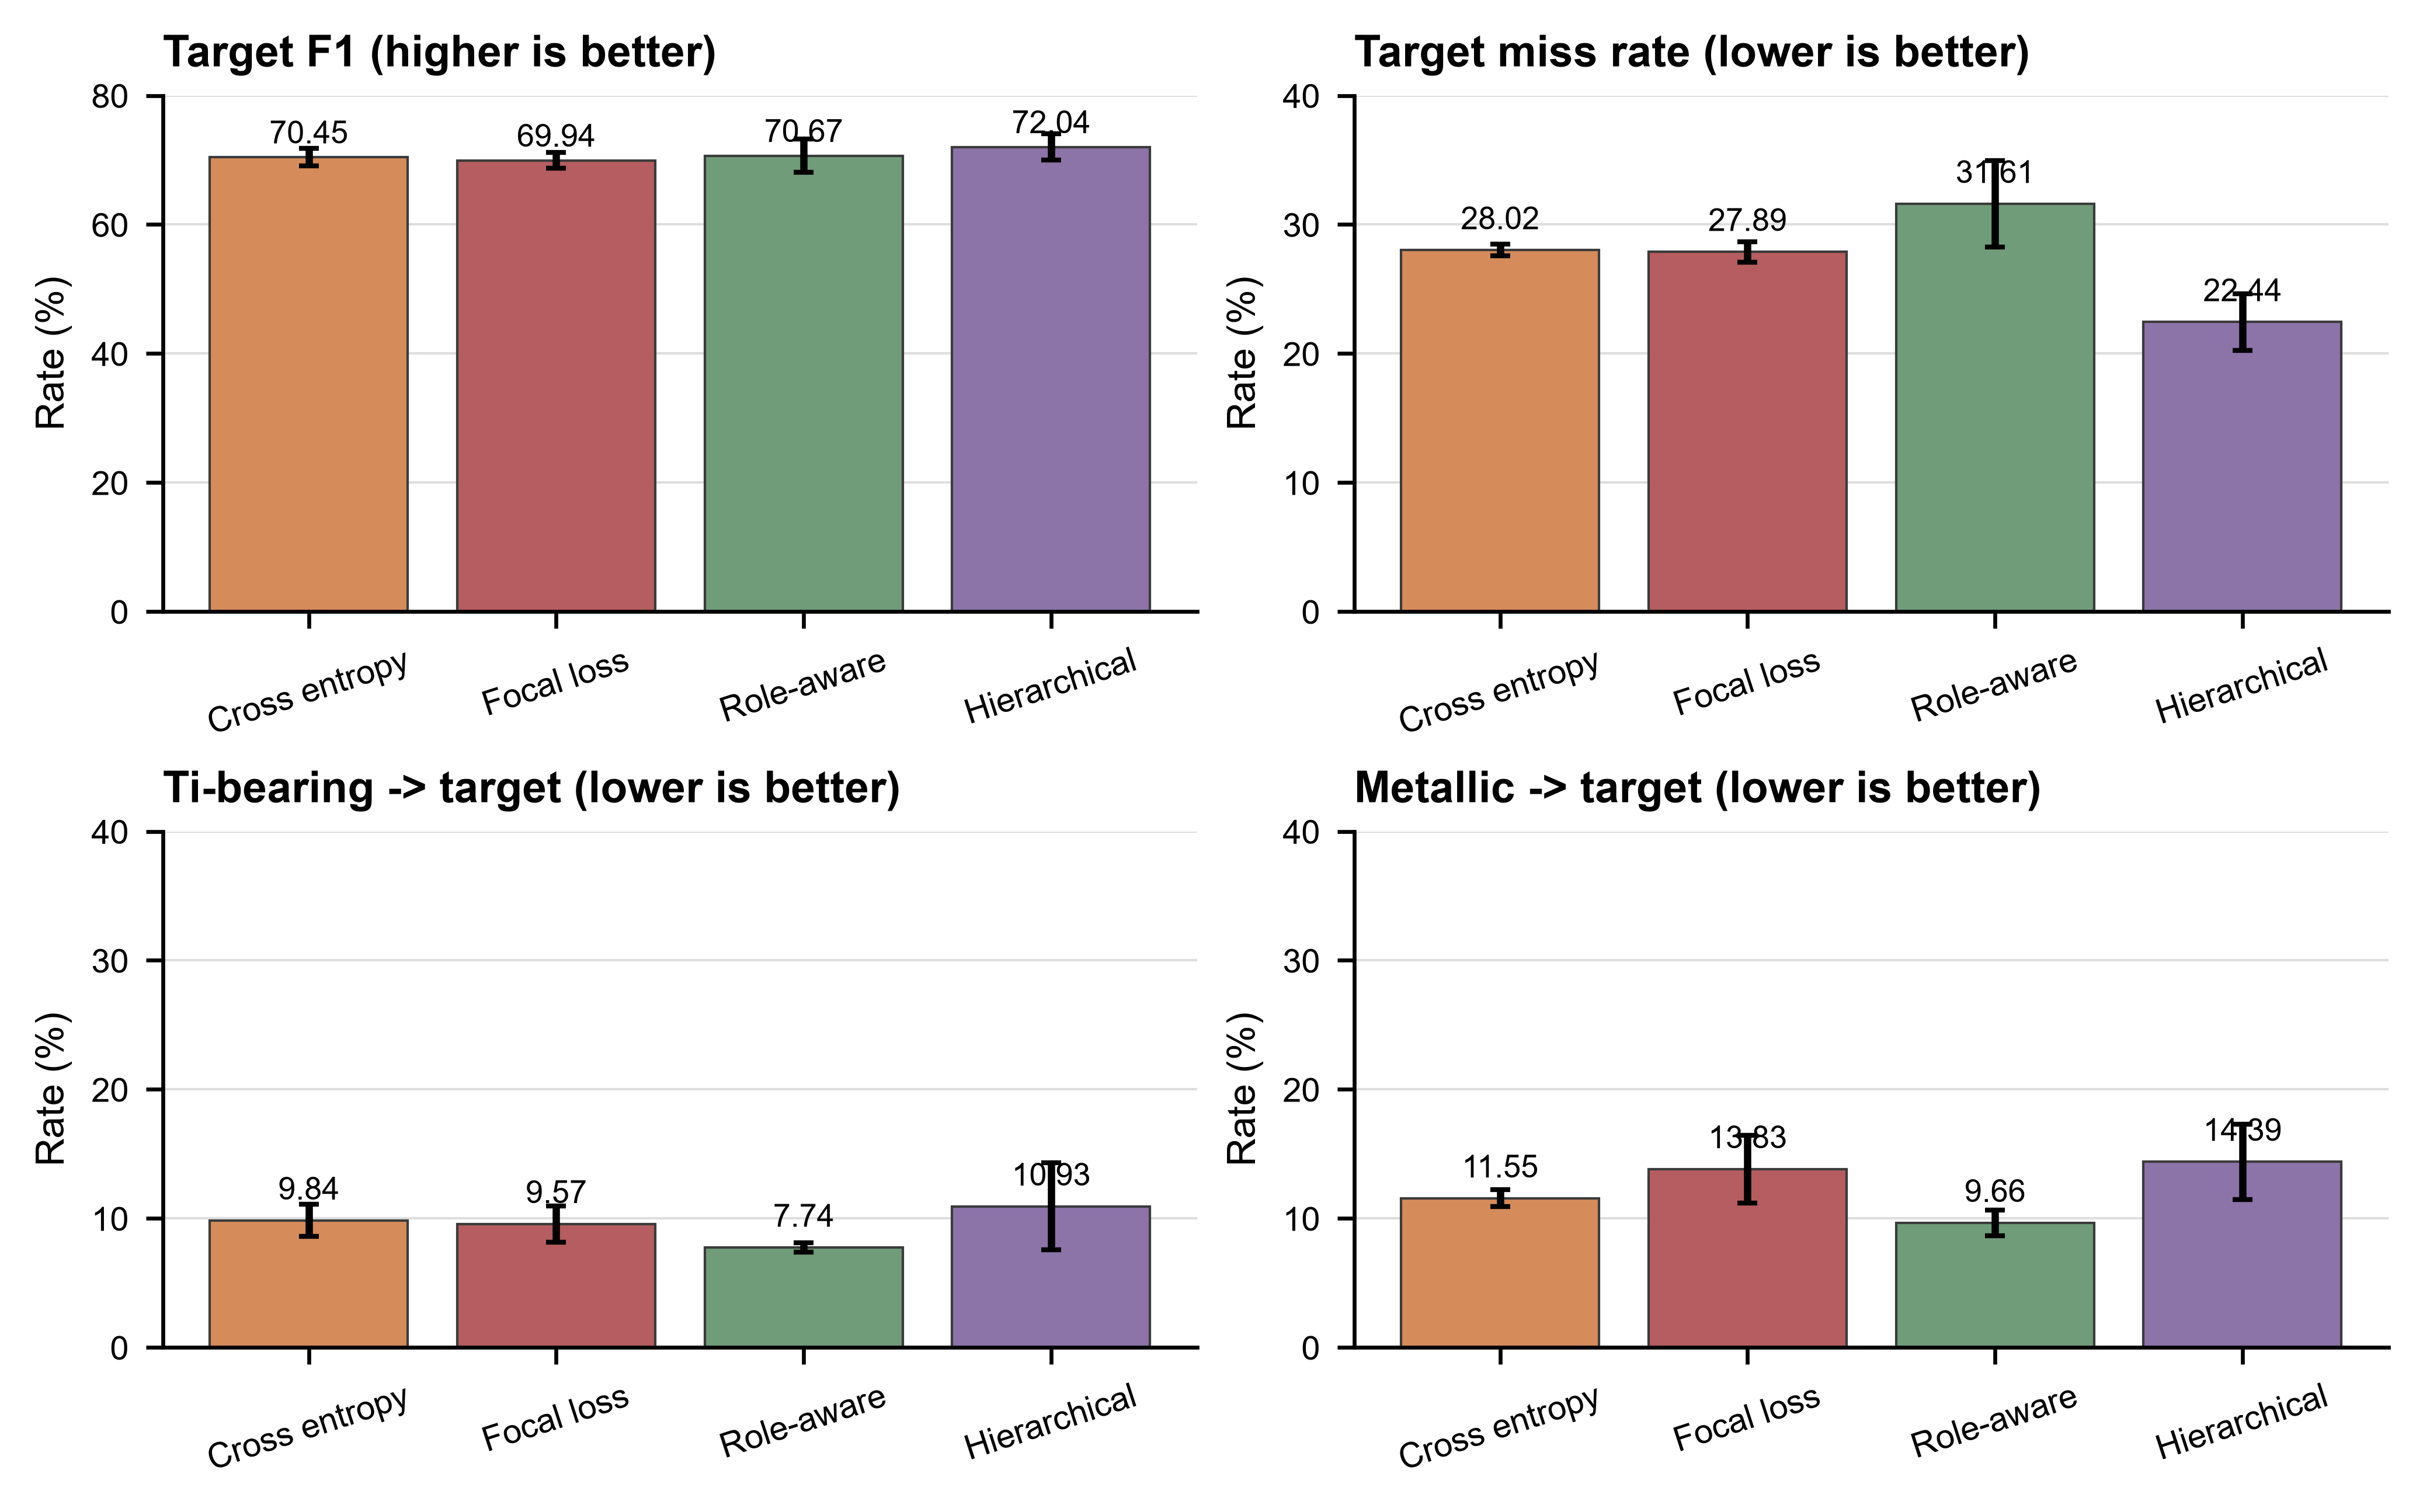 Target F1 (higher is better)
Rate (%)
80
60
40
20
0
70.45
69.94
70.67
72.04
Cross entropy
Focal loss
Role-aware
Hierarchical
Target miss rate (lower is better)
Rate (%)
40
30
20
10
0
28.02
27.89
31.61
22.44
Cross entropy
Focal loss
Role-aware
Hierarchical
Ti-bearing -> target (lower is better)
Rate (%)
40
30
20
10
0
9.84
9.57
7.74
10.93
Cross entropy
Focal loss
Role-aware
Hierarchical
Metallic -> target (lower is better)
Rate (%)
40
30
20
10
0
11.55
13.83
9.66
14.39
Cross entropy
Focal loss
Role-aware
Hierarchical